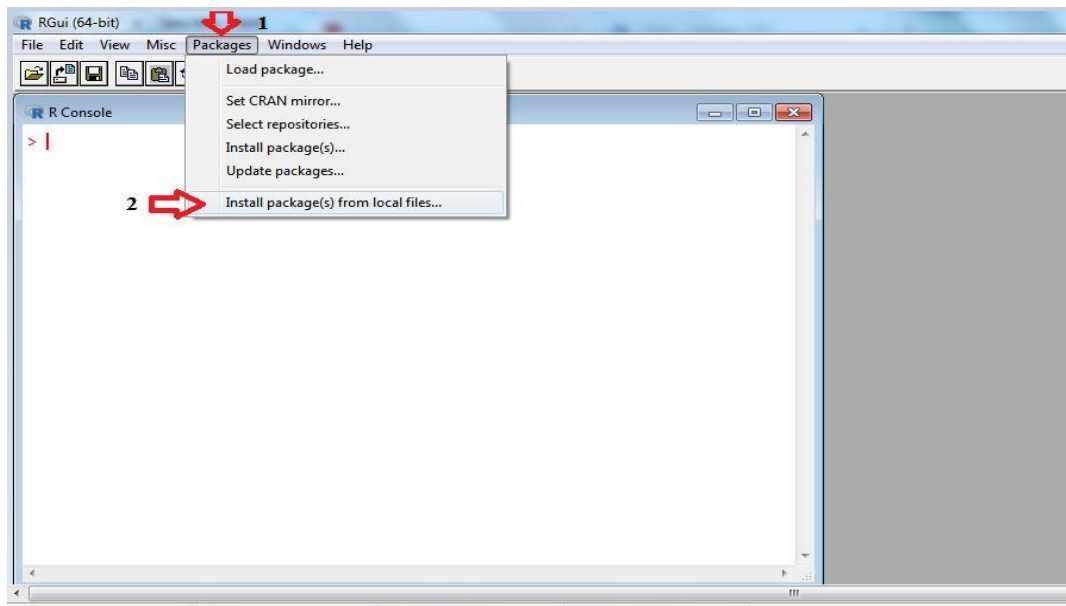 RGui (64-bit)
1
File Edit View Misc Packages Windows Help
Load package...
R Console
Set CRAN mirror...
Select repositories...
>
Install package(s)...
Update packages...
2
Install package(s) from local files...